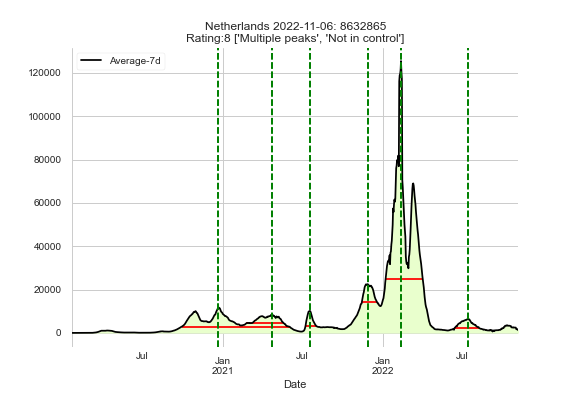 Netherlands 2022-11-06: 8632865
Rating:8 ['Multiple peaks', 'Not in control']
Average-7d
120000
100000
80000
60000
40000
20000
0
Jul
Jan
2021
Jul
Jan
2022
Jul
Date